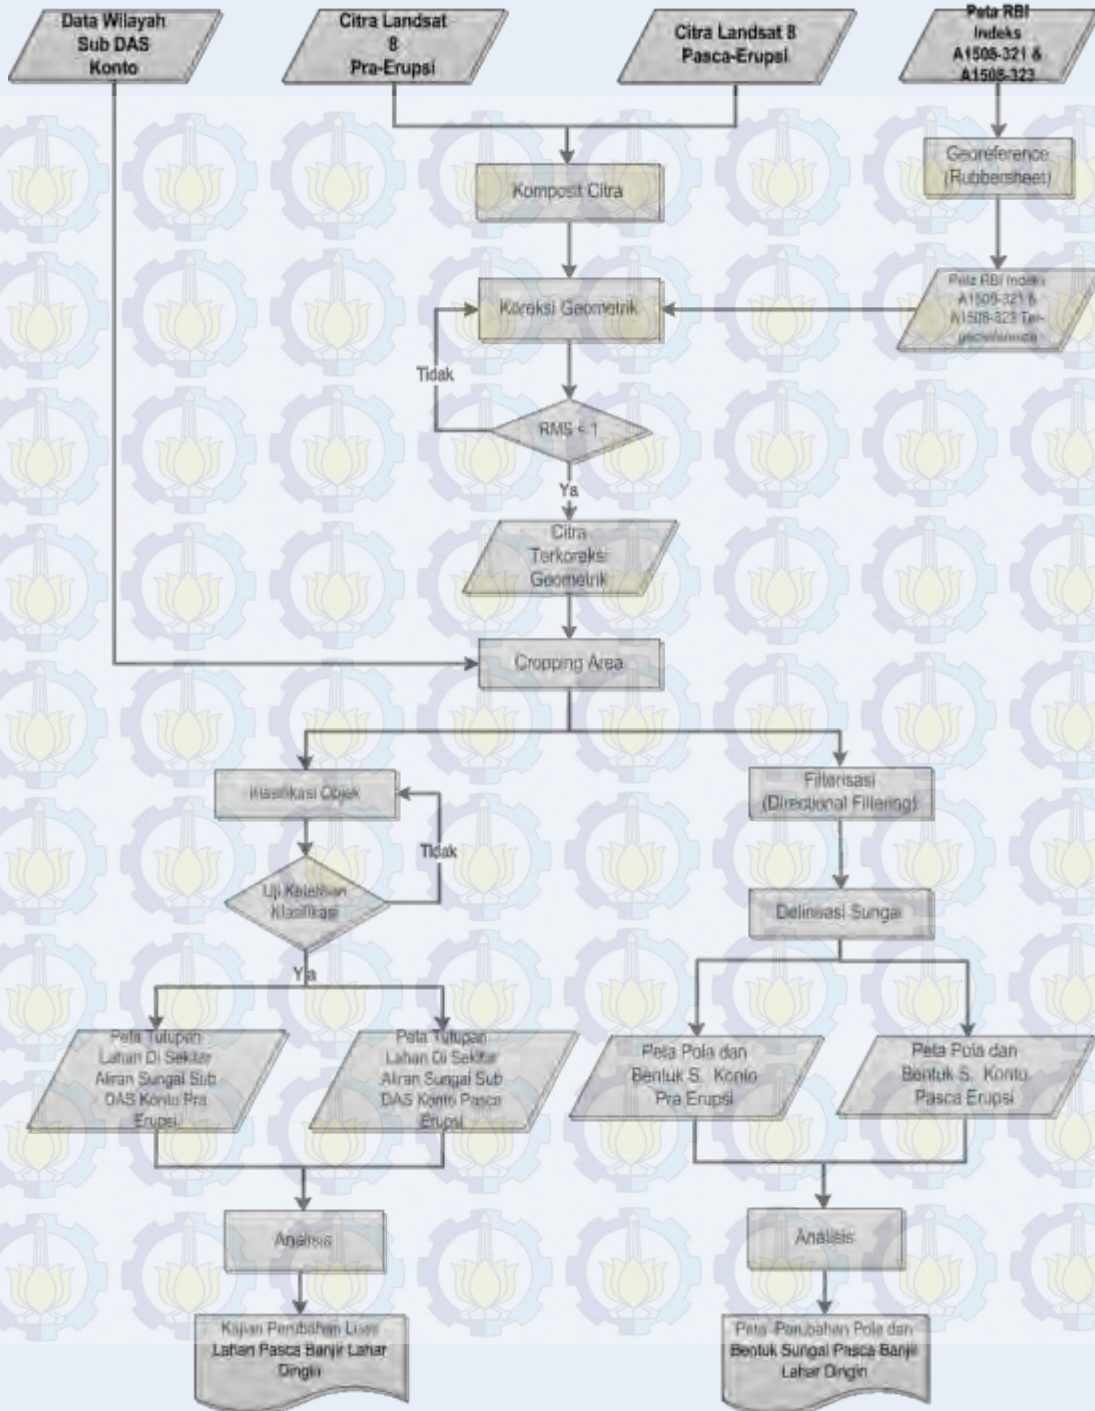 Data Wilayah
Sub DAS
Konto
Citra Landsat
8
Pra-Erupsi
Citra Landsat 8
Pasca-Erupsi
Peta RBI
Indeks
A1508-321 &
A1508-323
Georeference
(Rubbersheet)
Komposit Citra
Koreksi Geometrik
Peta RBI Indeks
A1508-321 &
A1508-323 Ter-
georeference
Tidak
RMS < 1
Ya
Citra
Terkoreksi
Geometrik
Cropping Area
Klasifikasi Objek
Filterisasi
(Directional Filtering)
Tidak
Uji Ketelitian
Klasifikasi
Delineasi Sungai
Ya
Peta Tutupan
Lahan Di Sekitar
Aliran Sungai Sub
DAS Konto Pra
Erupsi
Peta Tutupan
Lahan Di Sekitar
Aliran Sungai Sub
DAS Konto Pasca
Erupsi
Peta Pola dan
Bentuk S. Konto
Pra Erupsi
Peta Pola dan
Bentuk S. Konto
Pasca Erupsi
Analisis
Analisis
Kajian Perubahan Luas
Lahan Pasca Banjir Lahar
Dingin
Peta Perubahan Pola dan
Bentuk Sungai Pasca Banjir
Lahar Dingin